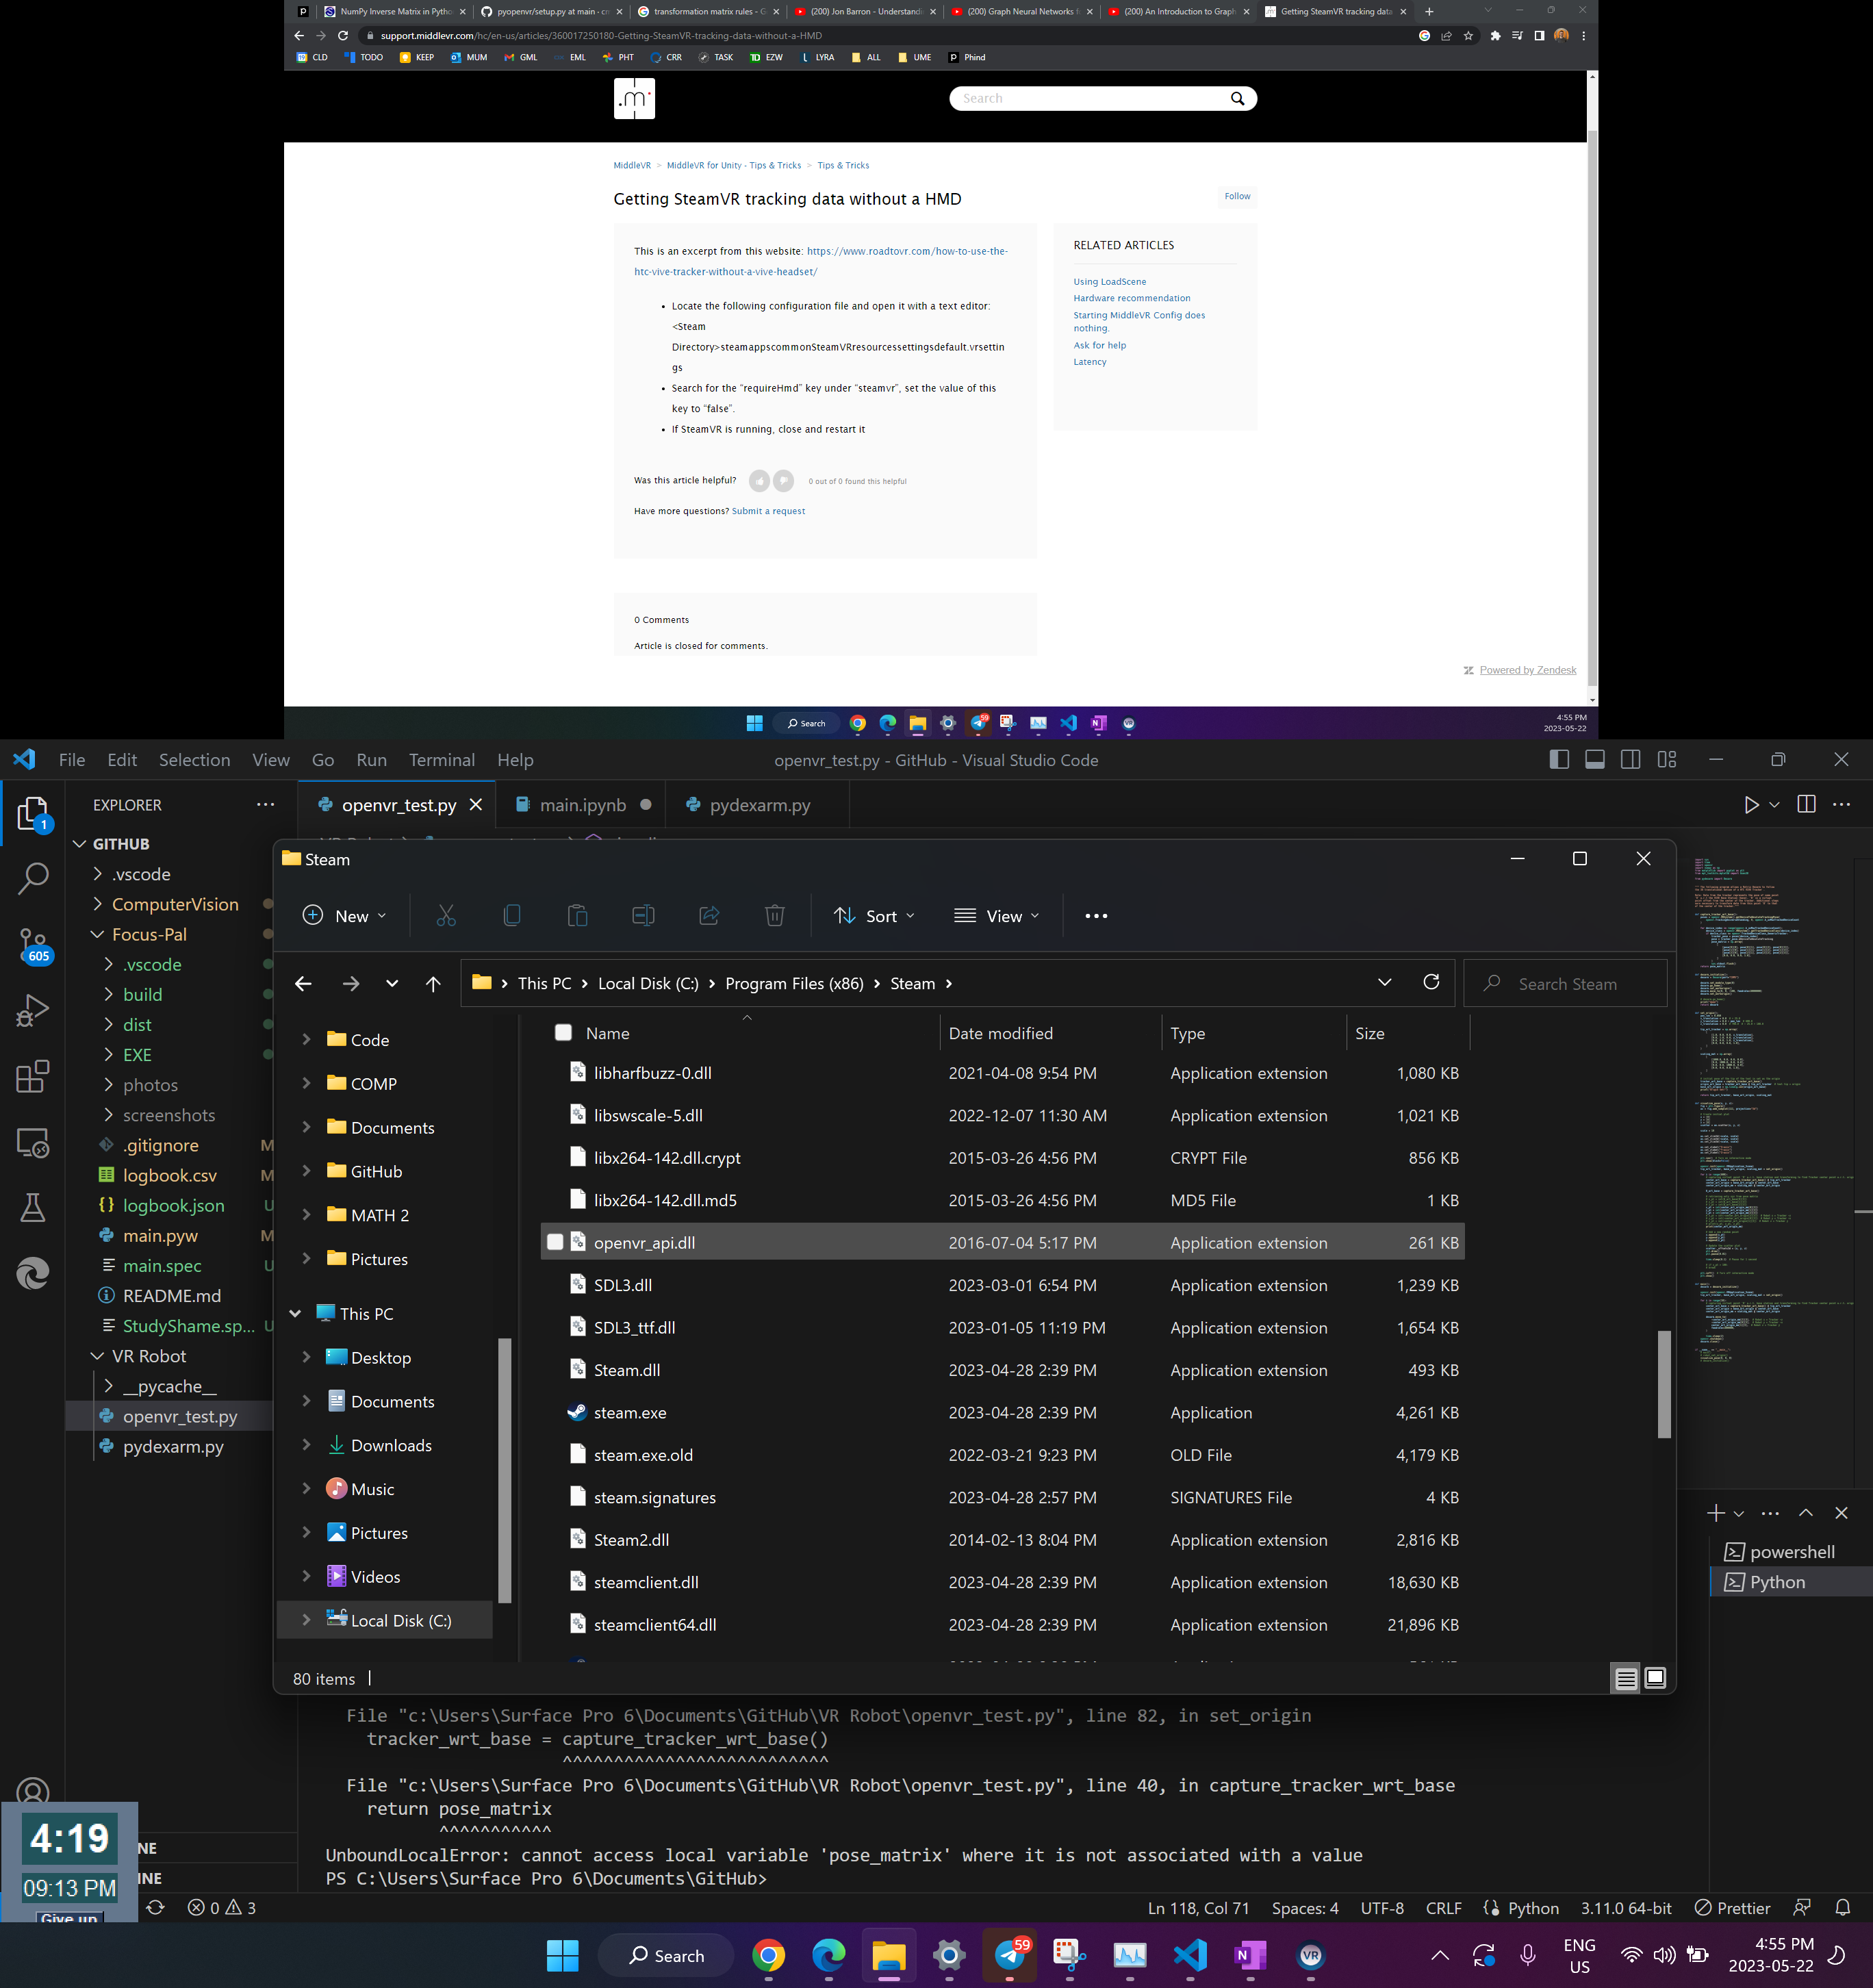 NumPy Inverse Matrix in Pytho
pyopenvr/setup.py at main · cm
transformation matrix rules - G
(200) Jon Barron - Understandi
(200) Graph Neural Networks
(200) An Introduction to Graph
Getting SteamVR tracking data
support.middlevr.com/hc/en-us/articles/360017250180-Getting-SteamVR-tracking-data-without-a-HMD
CLD TODO KEEP MUM GML EML PHT CRR TASK EZW LYRA ALL UME Phind
.m
Search
MiddleVR > MiddleVR for Unity - Tips & Tricks > Tips & Tricks
Getting SteamVR tracking data without a HMD
Follow
This is an excerpt from this website: https://www.roadtovr.com/how-to-use-the-
htc-vive-tracker-without-a-vive-headset/
• Locate the following configuration file and open it with a text editor:
<Steam
Directory>steamappscommonSteamVRresourcessettingsdefault.vrsettin
gs
• Search for the “requireHmd” key under “steamvr”, set the value of this
key to “false”.
• If SteamVR is running, close and restart it
Was this article helpful?
0 out of 0 found this helpful
Have more questions? Submit a request
RELATED ARTICLES
Using LoadScene
Hardware recommendation
Starting MiddleVR Config does
nothing.
Ask for help
Latency
0 Comments
Article is closed for comments.
Powered by Zendesk
Search
59
4:55 PM
2023-05-22
File Edit Selection View Go Run Terminal Help
openvr_test.py - GitHub - Visual Studio Code
EXPLORER
openvr_test.py
main.ipynb
pydexarm.py
1
605
GITHUB
.vscode
ComputerVision
Focus-Pal
.vscode
build
dist
EXE
photos
screenshots
.gitignore M
logbook.csv M
logbook.json U
main.pyw M
main.spec U
README.md
StudyShame.sp... U
VR Robot
__pycache__
openvr_test.py
pydexarm.py
Steam
New
Sort
View
This PC > Local Disk (C:) > Program Files (x86) > Steam >
Search Steam
Code
COMP
Documents
GitHub
MATH 2
Pictures
This PC
Desktop
Documents
Downloads
Music
Pictures
Videos
Local Disk (C:)
Name Date modified Type Size
libharfbuzz-0.dll 2021-04-08 9:54 PM Application extension 1,080 KB
libswscale-5.dll 2022-12-07 11:30 AM Application extension 1,021 KB
libx264-142.dll.crypt 2015-03-26 4:56 PM CRYPT File 856 KB
libx264-142.dll.md5 2015-03-26 4:56 PM MD5 File 1 KB
openvr_api.dll 2016-07-04 5:17 PM Application extension 261 KB
SDL3.dll 2023-03-01 6:54 PM Application extension 1,239 KB
SDL3_ttf.dll 2023-01-05 11:19 PM Application extension 1,654 KB
Steam.dll 2023-04-28 2:39 PM Application extension 493 KB
steam.exe 2023-04-28 2:39 PM Application 4,261 KB
steam.exe.old 2022-03-21 9:23 PM OLD File 4,179 KB
steam.signatures 2023-04-28 2:57 PM SIGNATURES File 4 KB
Steam2.dll 2014-02-13 8:04 PM Application extension 2,816 KB
steamclient.dll 2023-04-28 2:39 PM Application extension 18,630 KB
steamclient64.dll 2023-04-28 2:39 PM Application extension 21,896 KB
80 items
powershell
Python
File "c:\Users\Surface Pro 6\Documents\GitHub\VR Robot\openvr_test.py", line 82, in set_origin
tracker_wrt_base = capture_tracker_wrt_base()
^^^^^^^^^^^^^^^^^^^^^^^^^^
File "c:\Users\Surface Pro 6\Documents\GitHub\VR Robot\openvr_test.py", line 40, in capture_tracker_wrt_base
return pose_matrix
^^^^^^^^^^^
UnboundLocalError: cannot access local variable 'pose_matrix' where it is not associated with a value
PS C:\Users\Surface Pro 6\Documents\GitHub>
4:19
09:13 PM
Give up
NE
INE
0 3
Ln 118, Col 71 Spaces: 4 UTF-8 CRLF Python 3.11.0 64-bit Prettier
Search
59
ENG
US
4:55 PM
2023-05-22